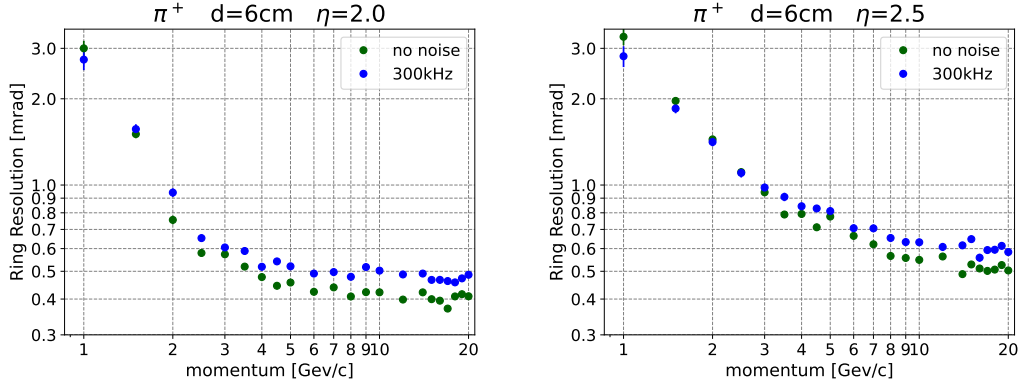 π⁺ d=6cm η=2.0
no noise
300kHz
Ring Resolution [mrad]
3.0
2.0
1.0
0.9
0.8
0.7
0.6
0.5
0.4
0.3
1 2 3 4 5 6 7 8 9 10 20
momentum [Gev/c]
π⁺ d=6cm η=2.5
no noise
300kHz
Ring Resolution [mrad]
3.0
2.0
1.0
0.9
0.8
0.7
0.6
0.5
0.4
0.3
1 2 3 4 5 6 7 8 9 10 20
momentum [Gev/c]